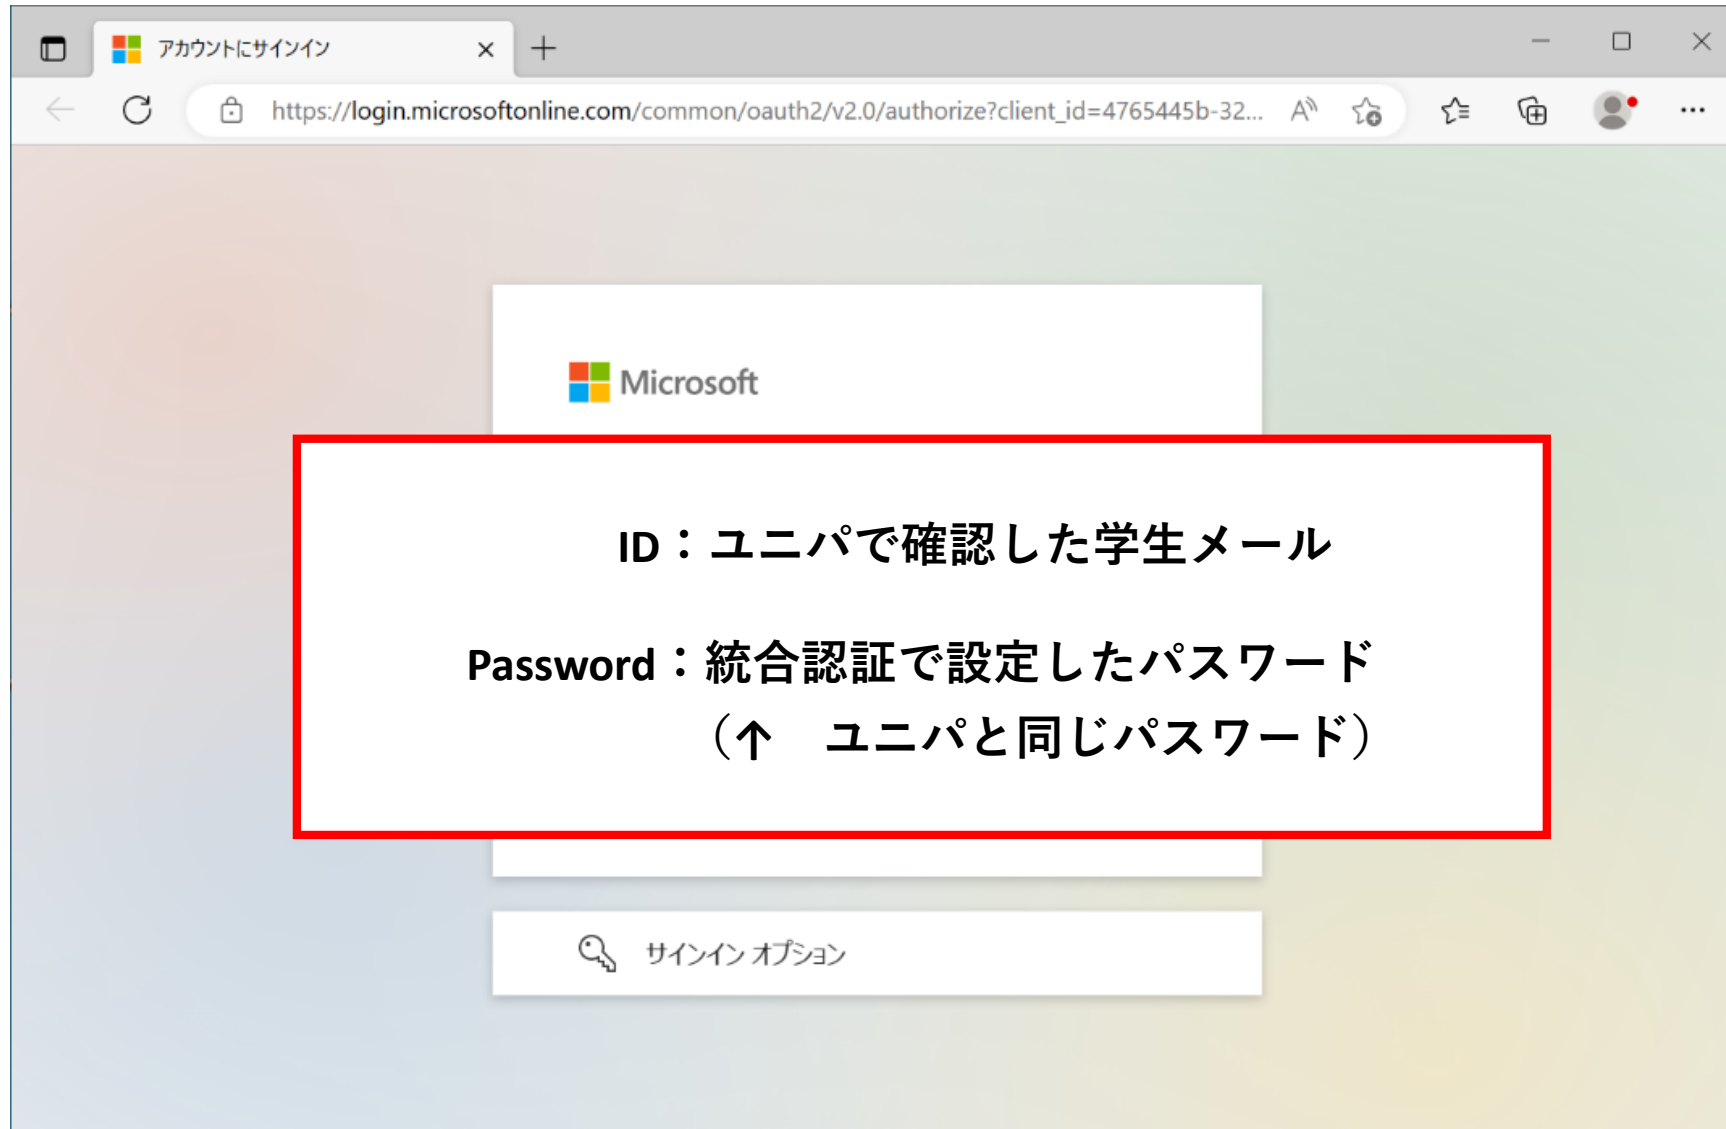 アカウントにサインイン
https://login.microsoftonline.com/common/oauth2/v2.0/authorize?client_id=4765445b-32...
Microsoft
ID：ユニパで確認した学生メール
Password：統合認証で設定したパスワード
（↑　ユニパと同じパスワード）
サインイン オプション